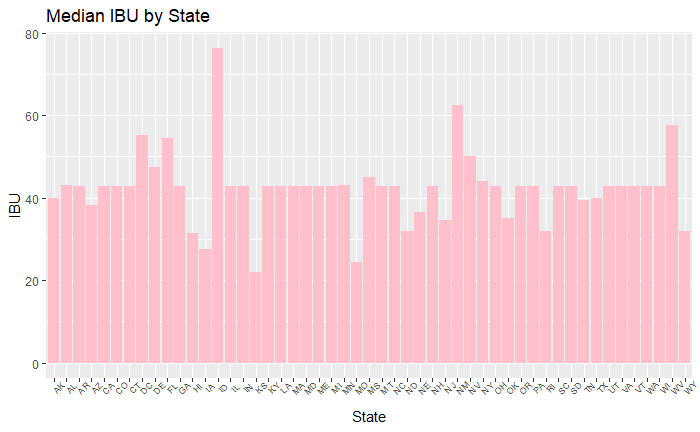 Median IBU by State
80
60
40
20
0
IBU
AK AL AR AZ CA CO CT DC DE FL GA HI IA ID IL IN KS KY LA MA MD ME MI MN MO MS MT NC ND NE NH NJ NM NV NY OH OK OR PA RI SC SD TN TX UT VA VT WA WI WV WY
State